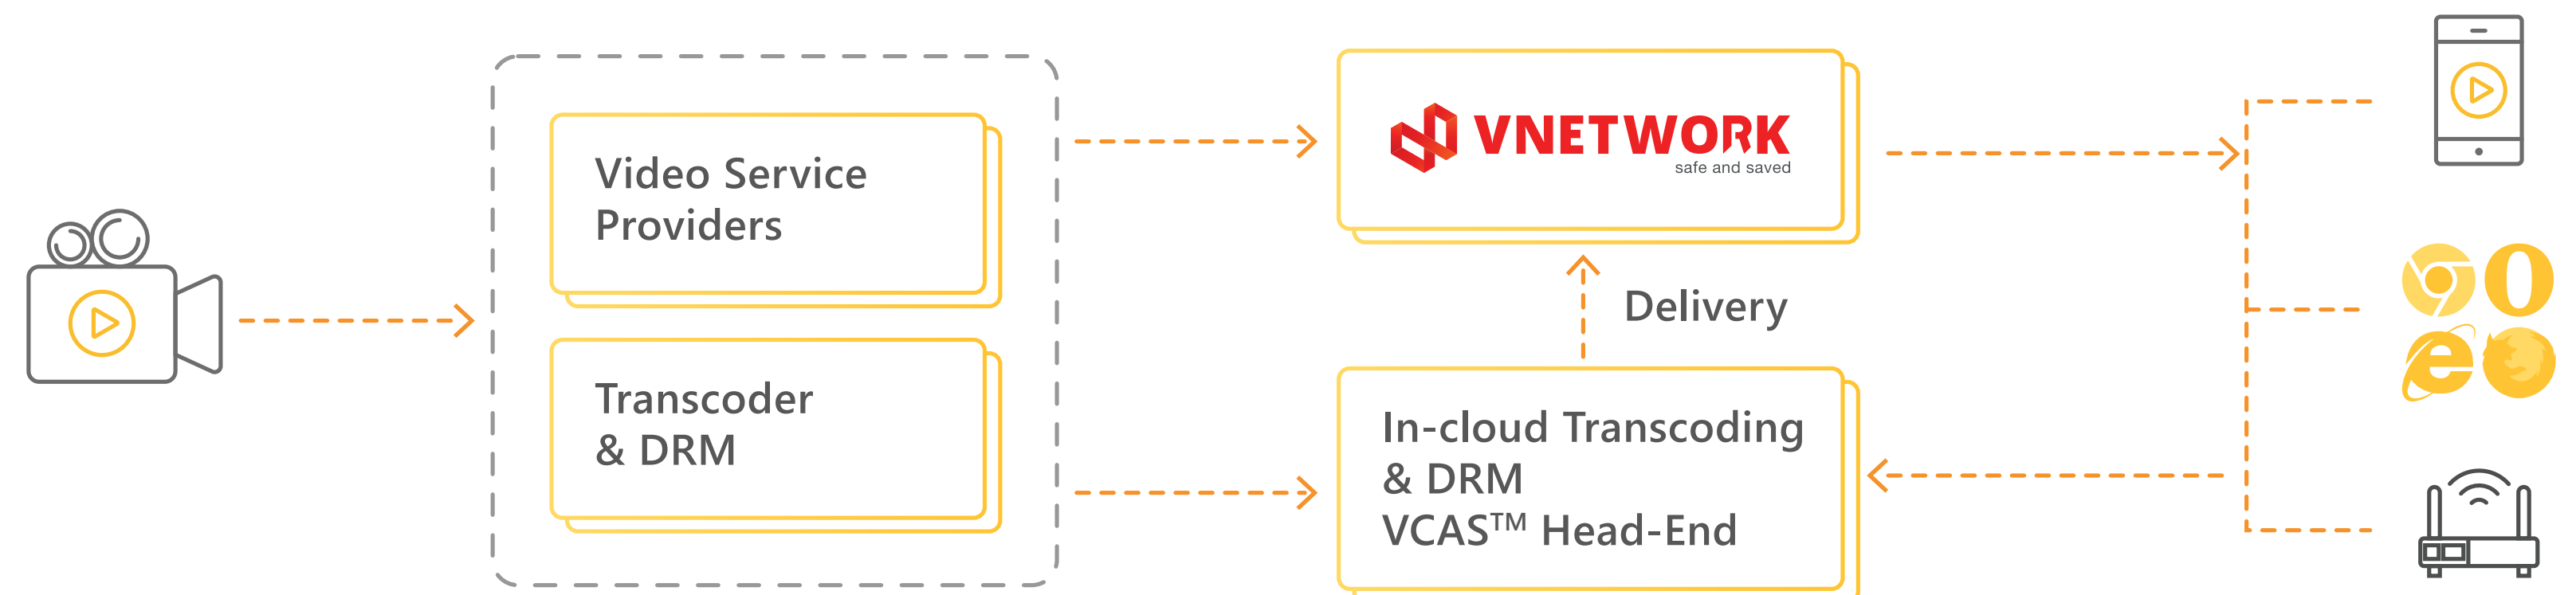 Video Service
Providers
Transcoder
& DRM
VNETWORK
safe and saved
Delivery
In-cloud Transcoding
& DRM
VCAS™ Head-End